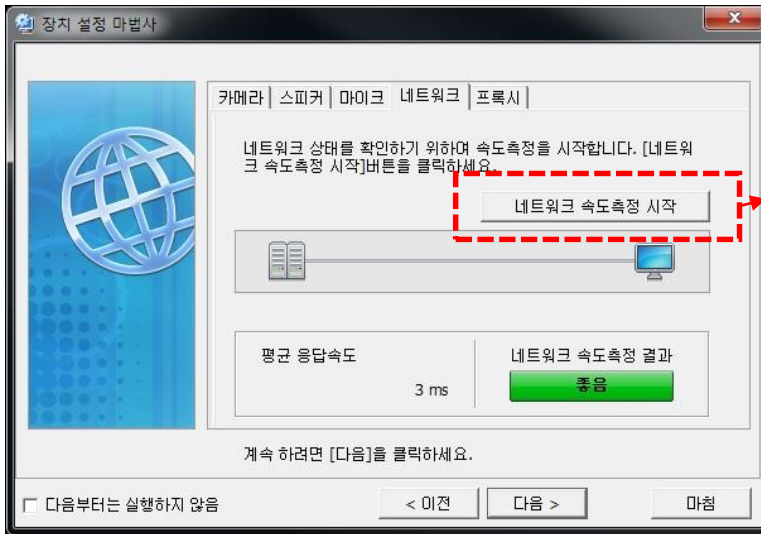 장치 설정 마법사
카메라 스피커 마이크 네트워크 프록시
네트워크 상태를 확인하기 위하여 속도측정을 시작합니다. [네트워
크 속도측정 시작]버튼을 클릭하세요.
네트워크 속도측정 시작
평균 응답속도
3 ms
네트워크 속도측정 결과
좋음
계속 하려면 [다음]을 클릭하세요.
다음부터는 실행하지 않음
< 이전
다음 >
마침